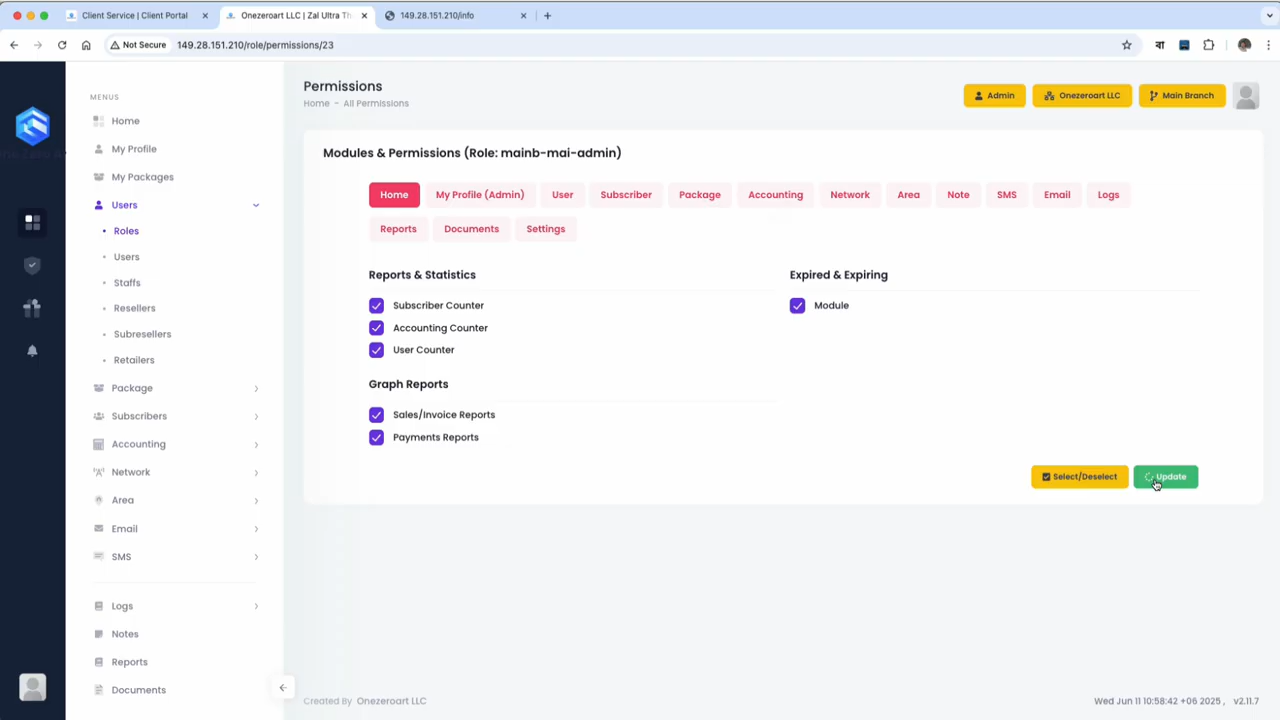 Client Service | Client Portal
Onezeroart LLC | Zal Ultra Th
149.28.151.210/info
Not Secure
149.28.151.210/role/permissions/23
বা
MENUS
Home
My Profile
My Packages
Users
Roles
Users
Staffs
Resellers
Subresellers
Retailers
Package
Subscribers
Accounting
Network
Area
Email
SMS
Logs
Notes
Reports
Documents
Permissions
Home - All Permissions
Admin
Onezeroart LLC
Main Branch
Modules & Permissions (Role: mainb-mai-admin)
Home My Profile (Admin) User Subscriber Package Accounting Network Area Note SMS Email Logs
Reports Documents Settings
Reports & Statistics
Subscriber Counter
Accounting Counter
User Counter
Graph Reports
Sales/Invoice Reports
Payments Reports
Expired & Expiring
Module
Select/Deselect
Update
Created By Onezeroart LLC
Wed Jun 11 10:58:42 +06 2025 , v2.11.7